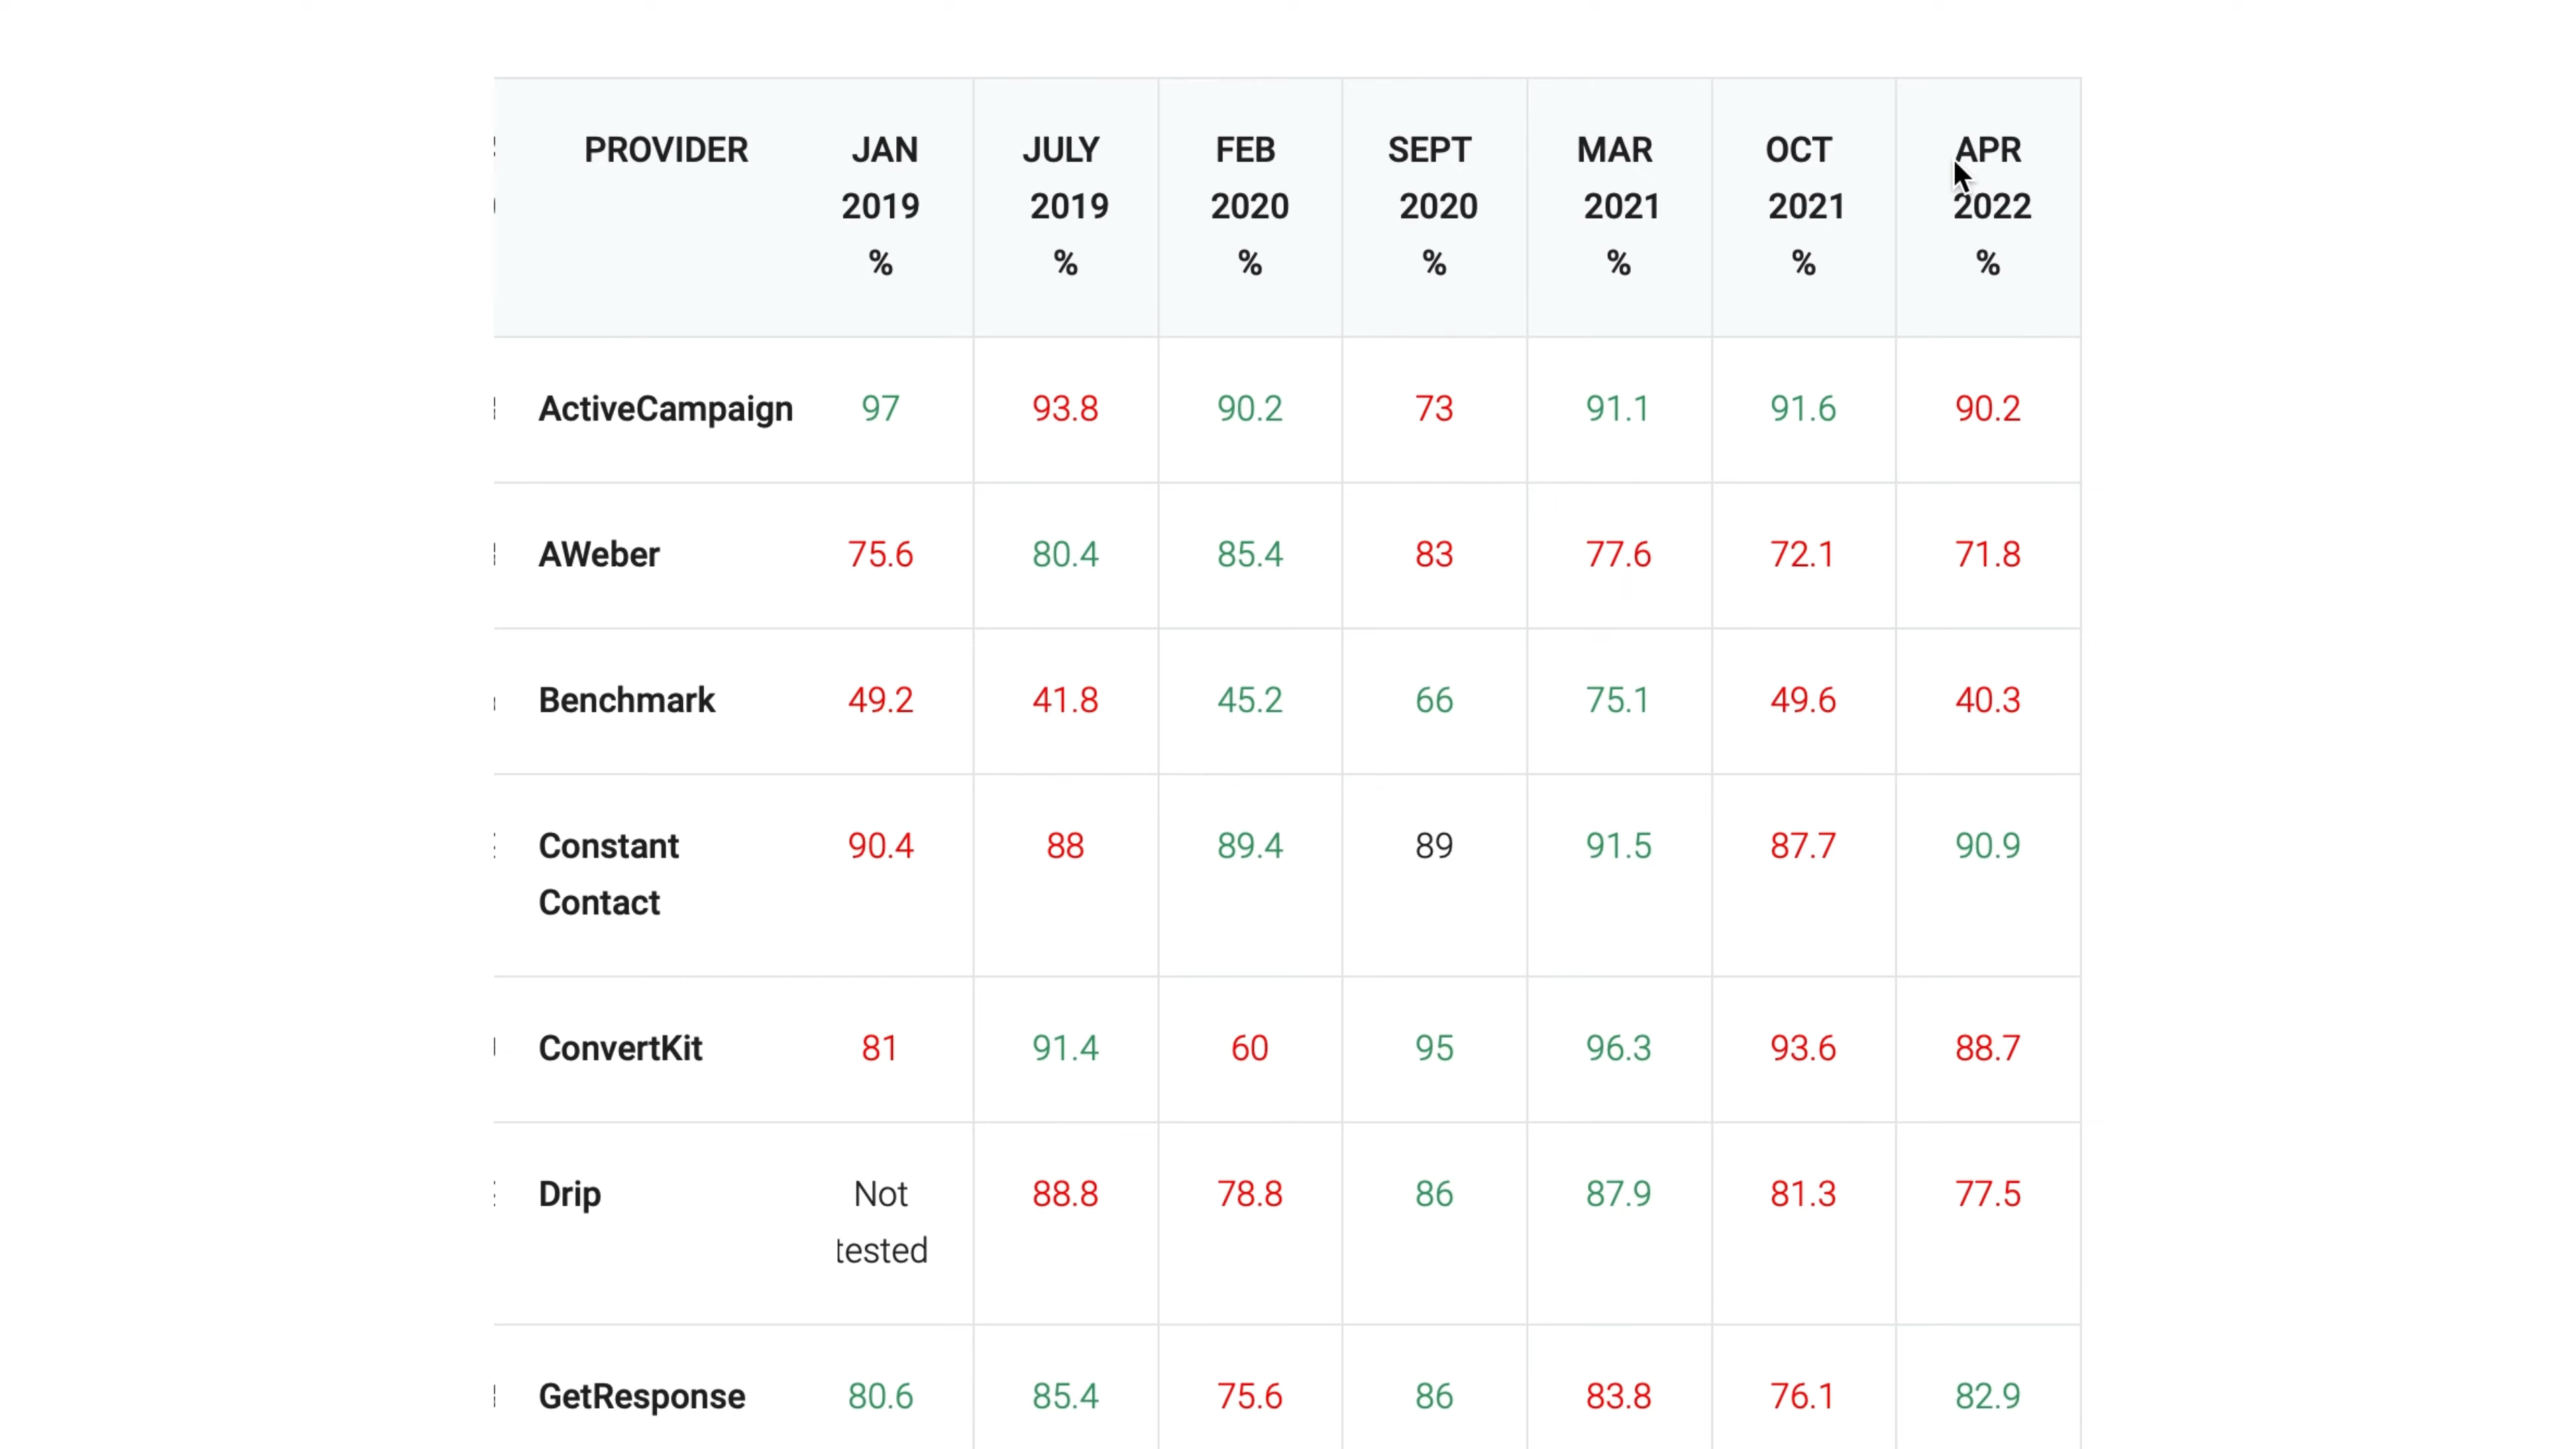 PROVIDER JAN 2019 % JULY 2019 % FEB 2020 % SEPT 2020 % MAR 2021 % OCT 2021 % APR 2022 %
ActiveCampaign 97 93.8 90.2 73 91.1 91.6 90.2
AWeber 75.6 80.4 85.4 83 77.6 72.1 71.8
Benchmark 49.2 41.8 45.2 66 75.1 49.6 40.3
Constant Contact 90.4 88 89.4 89 91.5 87.7 90.9
ConvertKit 81 91.4 60 95 96.3 93.6 88.7
Drip Not tested 88.8 78.8 86 87.9 81.3 77.5
GetResponse 80.6 85.4 75.6 86 83.8 76.1 82.9